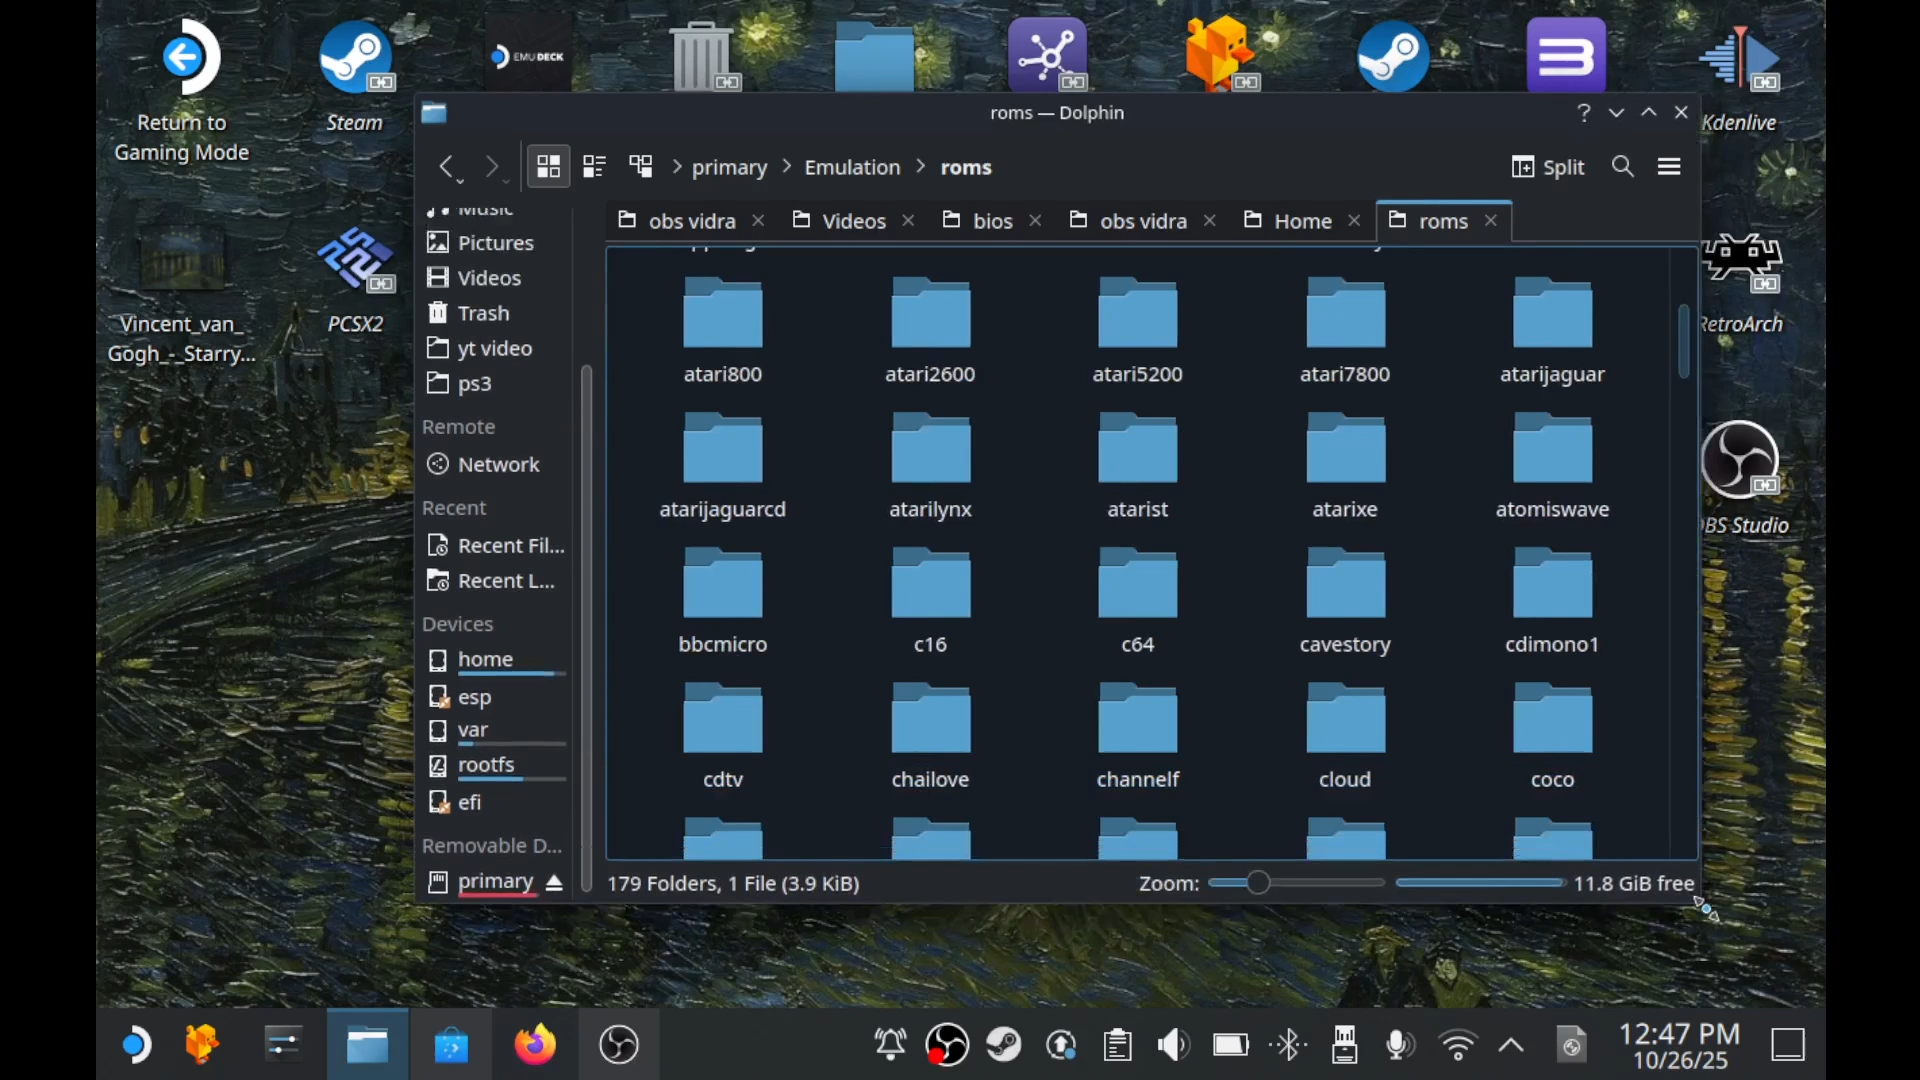 EMUDECK
Return to
Gaming Mode
Steam
Kdenlive
Vincent_van_
Gogh_-_Starry...
PCSX2
RetroArch
OBS Studio
roms — Dolphin
primary
Emulation
roms
Split
obs vidra
Videos
bios
obs vidra
Home
roms
Music
Pictures
Videos
Trash
yt video
ps3
Remote
Network
Recent
Recent Fil...
Recent L...
Devices
home
esp
var
rootfs
efi
Removable D...
primary
atari800
atari2600
atari5200
atari7800
atarijaguar
atarijaguarcd
atarilynx
atarist
atarixe
atomiswave
bbcmicro
c16
c64
cavestory
cdimono1
cdtv
chailove
channelf
cloud
coco
179 Folders, 1 File (3.9 KiB)
Zoom:
11.8 GiB free
12:47 PM
10/26/25